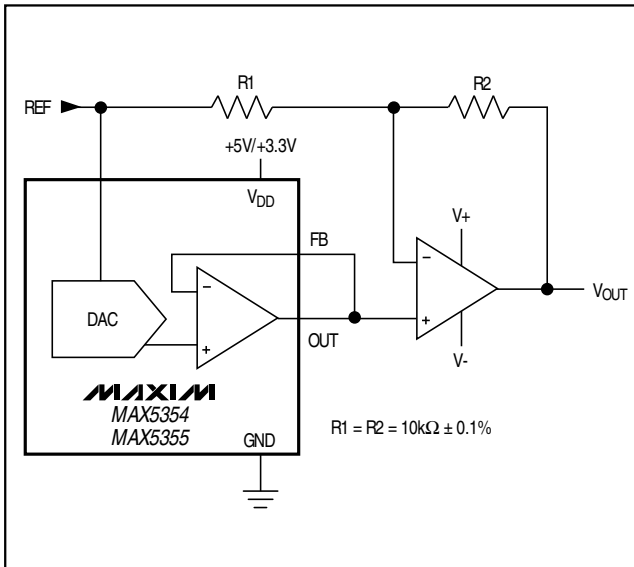 R1
R2
REF
+5V/+3.3V
VDD
FB
V+
DAC
−
+
−
+
VOUT
OUT
V-
MAXIM
MAX5354
MAX5355
GND
R1 = R2 = 10kΩ ± 0.1%